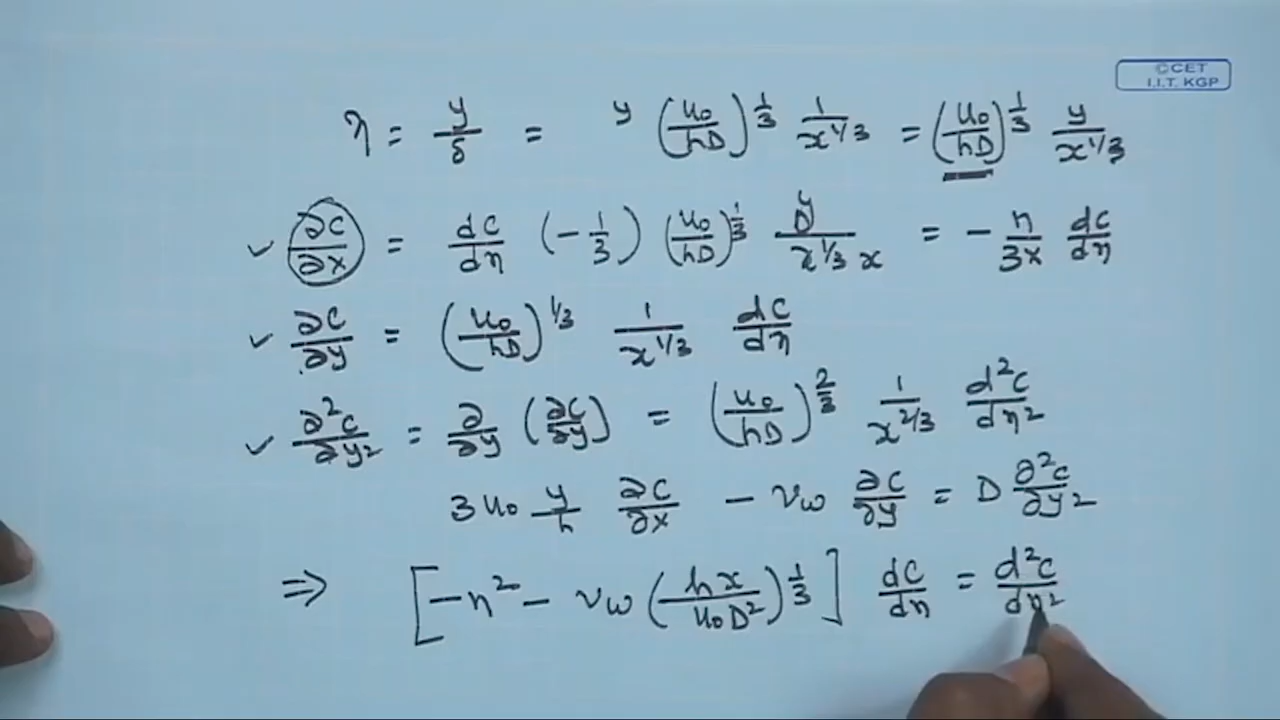 ©CET
I.I.T. KGP
η = y/δ = y (u₀/hD)^1/3 1/x^1/3 = (u₀/hD)^1/3 y/x^1/3
✓ ∂c/∂x = dc/dη (-1/3) (u₀/hD)^1/3 y/(x^1/3 x) = - η/3x dc/dη
✓ ∂c/∂y = (u₀/hD)^1/3 1/x^1/3 dc/dη
✓ ∂²c/∂y² = ∂/∂y (∂c/∂y) = (u₀/hD)^2/3 1/x^2/3 d²c/dη²
3u₀ y/h ∂c/∂x - v_w ∂c/∂y = D ∂²c/∂y²
⇒ [-η² - v_w (hx/u₀D²)^1/3] dc/dη = d²c/dη²